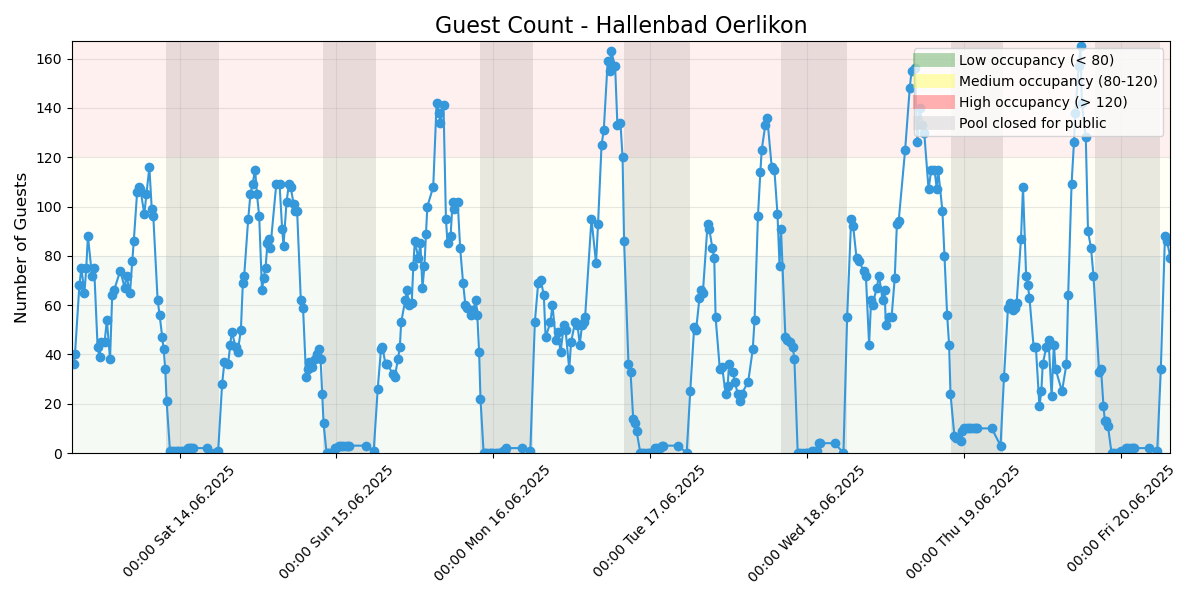 Guest Count - Hallenbad Oerlikon
Number of Guests
160
140
120
100
80
60
40
20
0
Low occupancy (< 80)
Medium occupancy (80-120)
High occupancy (> 120)
Pool closed for public
00:00 Sat 14.06.2025
00:00 Sun 15.06.2025
00:00 Mon 16.06.2025
00:00 Tue 17.06.2025
00:00 Wed 18.06.2025
00:00 Thu 19.06.2025
00:00 Fri 20.06.2025